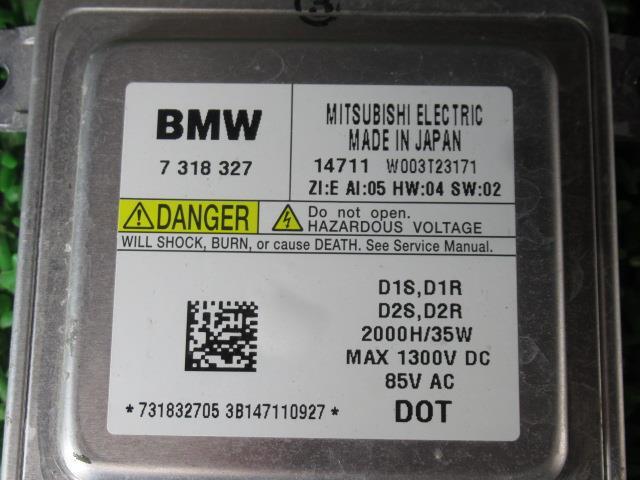 BMW
7 318 327
MITSUBISHI ELECTRIC
MADE IN JAPAN
14711 W003T23171
ZI:E AI:05 HW:04 SW:02
DANGER
Do not open.
HAZARDOUS VOLTAGE
WILL SHOCK, BURN, or cause DEATH. See Service Manual.
D1S,D1R
D2S,D2R
2000H/35W
MAX 1300V DC
85V AC
*731832705 3B147110927*
DOT